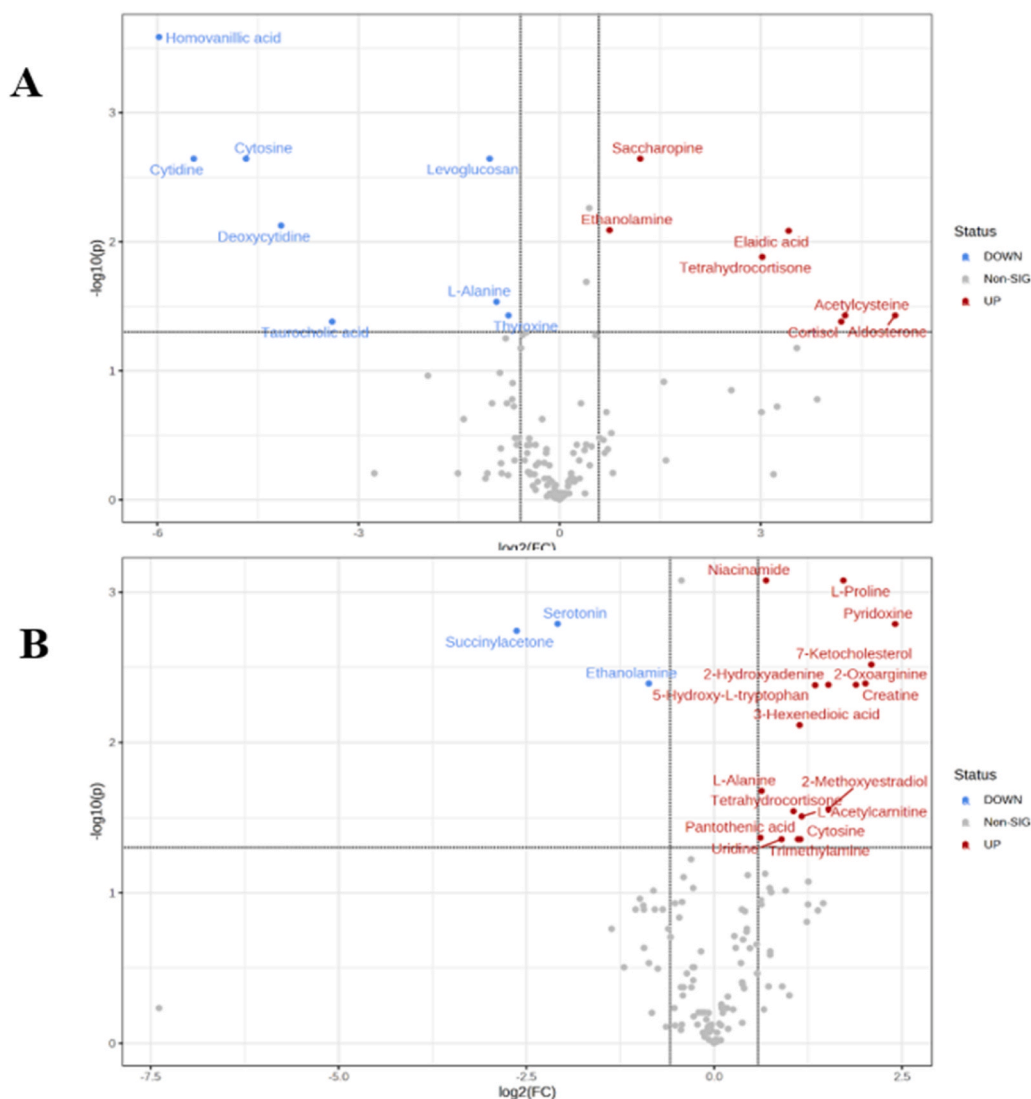 A
Homovanillic acid
Cytosine
Cytidine
Levoglucosan
Saccharopine
Deoxycytidine
Ethanolamine
Elaidic acid
Tetrahydrocortisone
L-Alanine
Thyroxine
Taurocholic acid
Acetylcysteine
Cortisol
Aldosterone
3
2
1
0
-log10(p)
-6
-3
0
3
log2(FC)
Status
DOWN
Non-SIG
UP
B
Niacinamide
L-Proline
Serotonin
Pyridoxine
Succinylacetone
7-Ketocholesterol
Ethanolamine
2-Hydroxyadenine
2-Oxoarginine
5-Hydroxy-L-tryptophan
Creatine
3-Hexenedioic acid
L-Alanine
2-Methoxyestradiol
Tetrahydrocortisone
L-Acetylcarnitine
Pantothenic acid
Cytosine
Uridine
Trimethylamine
3
2
1
0
-log10(p)
-7.5
-5.0
-2.5
0.0
2.5
log2(FC)
Status
DOWN
Non-SIG
UP